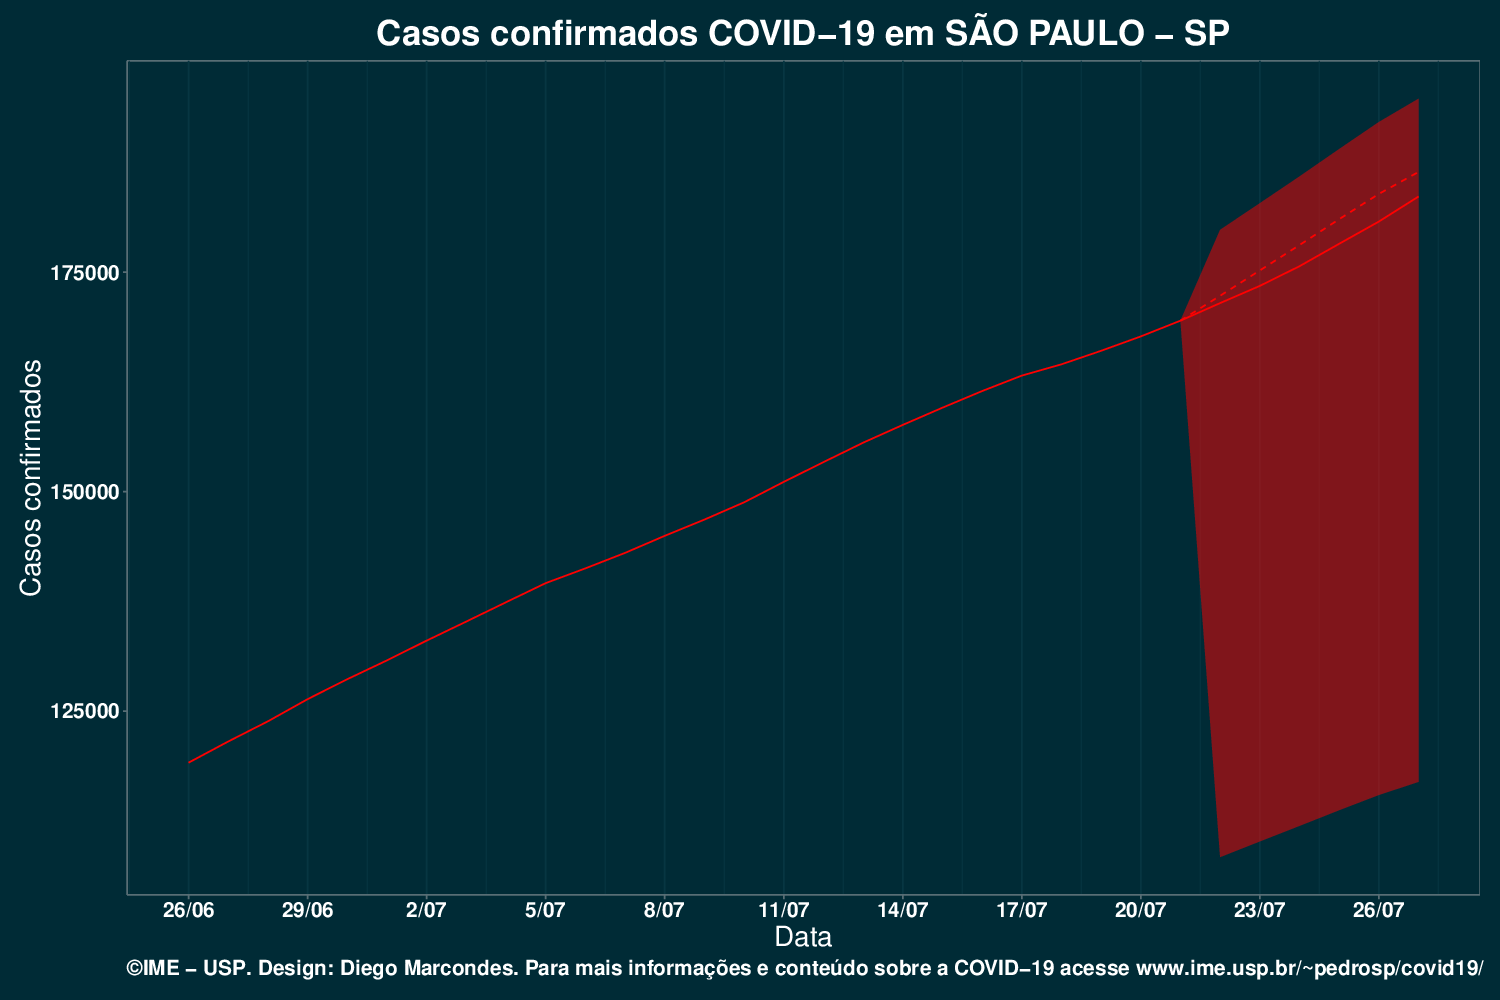 Casos confirmados COVID−19 em SÃO PAULO − SP
Casos confirmados
175000
150000
125000
26/06 29/06 2/07 5/07 8/07 11/07 14/07 17/07 20/07 23/07 26/07
Data
©IME − USP. Design: Diego Marcondes. Para mais informações e conteúdo sobre a COVID−19 acesse www.ime.usp.br/~pedrosp/covid19/